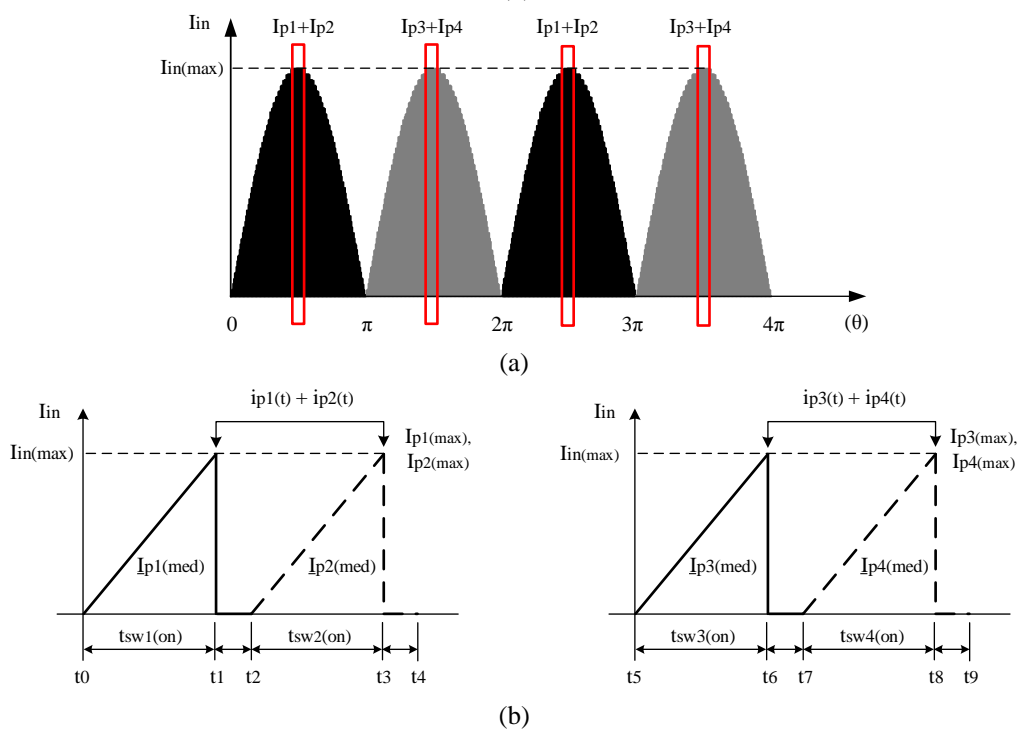 Iin Ip1+Ip2 Ip3+Ip4 Ip1+Ip2 Ip3+Ip4
Iin(max)
0 π 2π 3π 4π (θ)
(a)
ip1(t) + ip2(t)
Iin
Ip1(max),
Iin(max)
Ip2(max)
Ip1(med) Ip2(med)
tsw1(on) tsw2(on)
t0 t1 t2 t3 t4
ip3(t) + ip4(t)
Iin
Ip3(max),
Iin(max)
Ip4(max)
Ip3(med) Ip4(med)
tsw3(on) tsw4(on)
t5 t6 t7 t8 t9
(b)